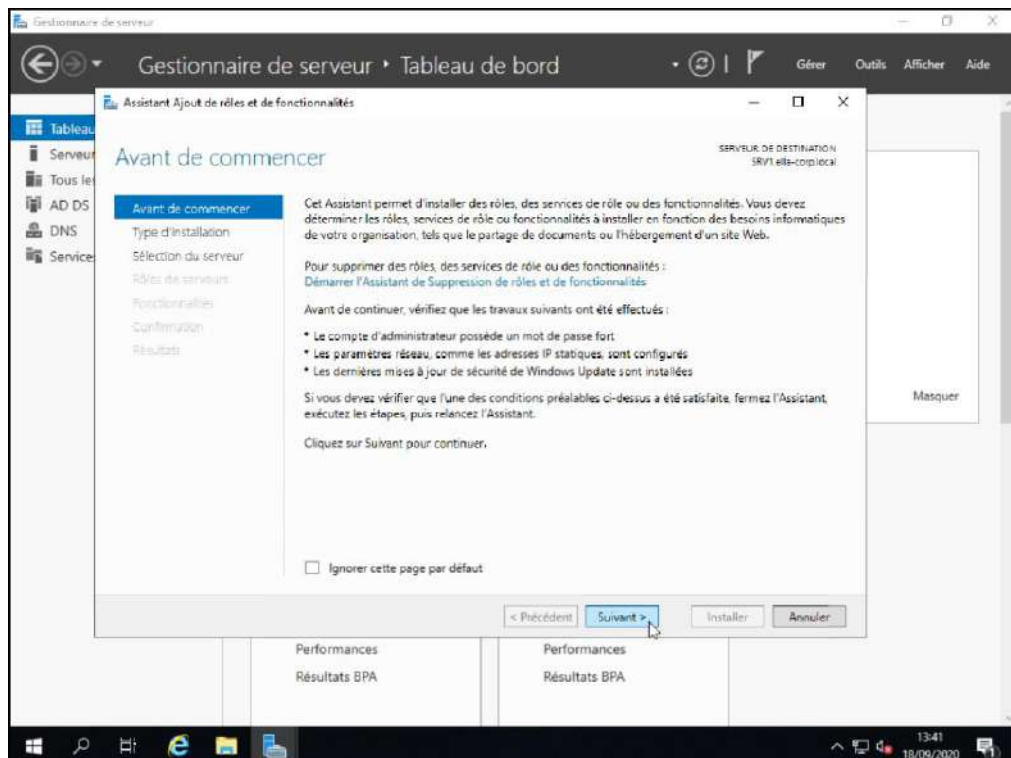 Gestionnaire de serveur
Gestionnaire de serveur ‣ Tableau de bord
Gérer Outils Afficher Aide
Assistant Ajout de rôles et de fonctionnalités
Tableau
Serveur
Tous les
AD DS
DNS
Service
Avant de commencer
SERVEUR DE DESTINATION
SRV1.elle-corp.local
Avant de commencer
Type d'installation
Sélection du serveur
Rôles de serveurs
Fonctionnalités
Confirmation
Résultats
Cet Assistant permet d'installer des rôles, des services de rôle ou des fonctionnalités. Vous devez
déterminer les rôles, services de rôle ou fonctionnalités à installer en fonction des besoins informatiques
de votre organisation, tels que le partage de documents ou l'hébergement d'un site Web.
Pour supprimer des rôles, des services de rôle ou des fonctionnalités :
Démarrer l'Assistant de Suppression de rôles et de fonctionnalités
Avant de continuer, vérifiez que les travaux suivants ont été effectués :
• Le compte d'administrateur possède un mot de passe fort
• Les paramètres réseau, comme les adresses IP statiques, sont configurés
• Les dernières mises à jour de sécurité de Windows Update sont installées
Si vous devez vérifier que l'une des conditions préalables ci-dessus a été satisfaite, fermez l'Assistant,
exécutez les étapes, puis relancez l'Assistant.
Cliquez sur Suivant pour continuer.
Masquer
Ignorer cette page par défaut
< Précédent Suivant > Installer Annuler
Performances Performances
Résultats BPA Résultats BPA
13:41
18/09/2020